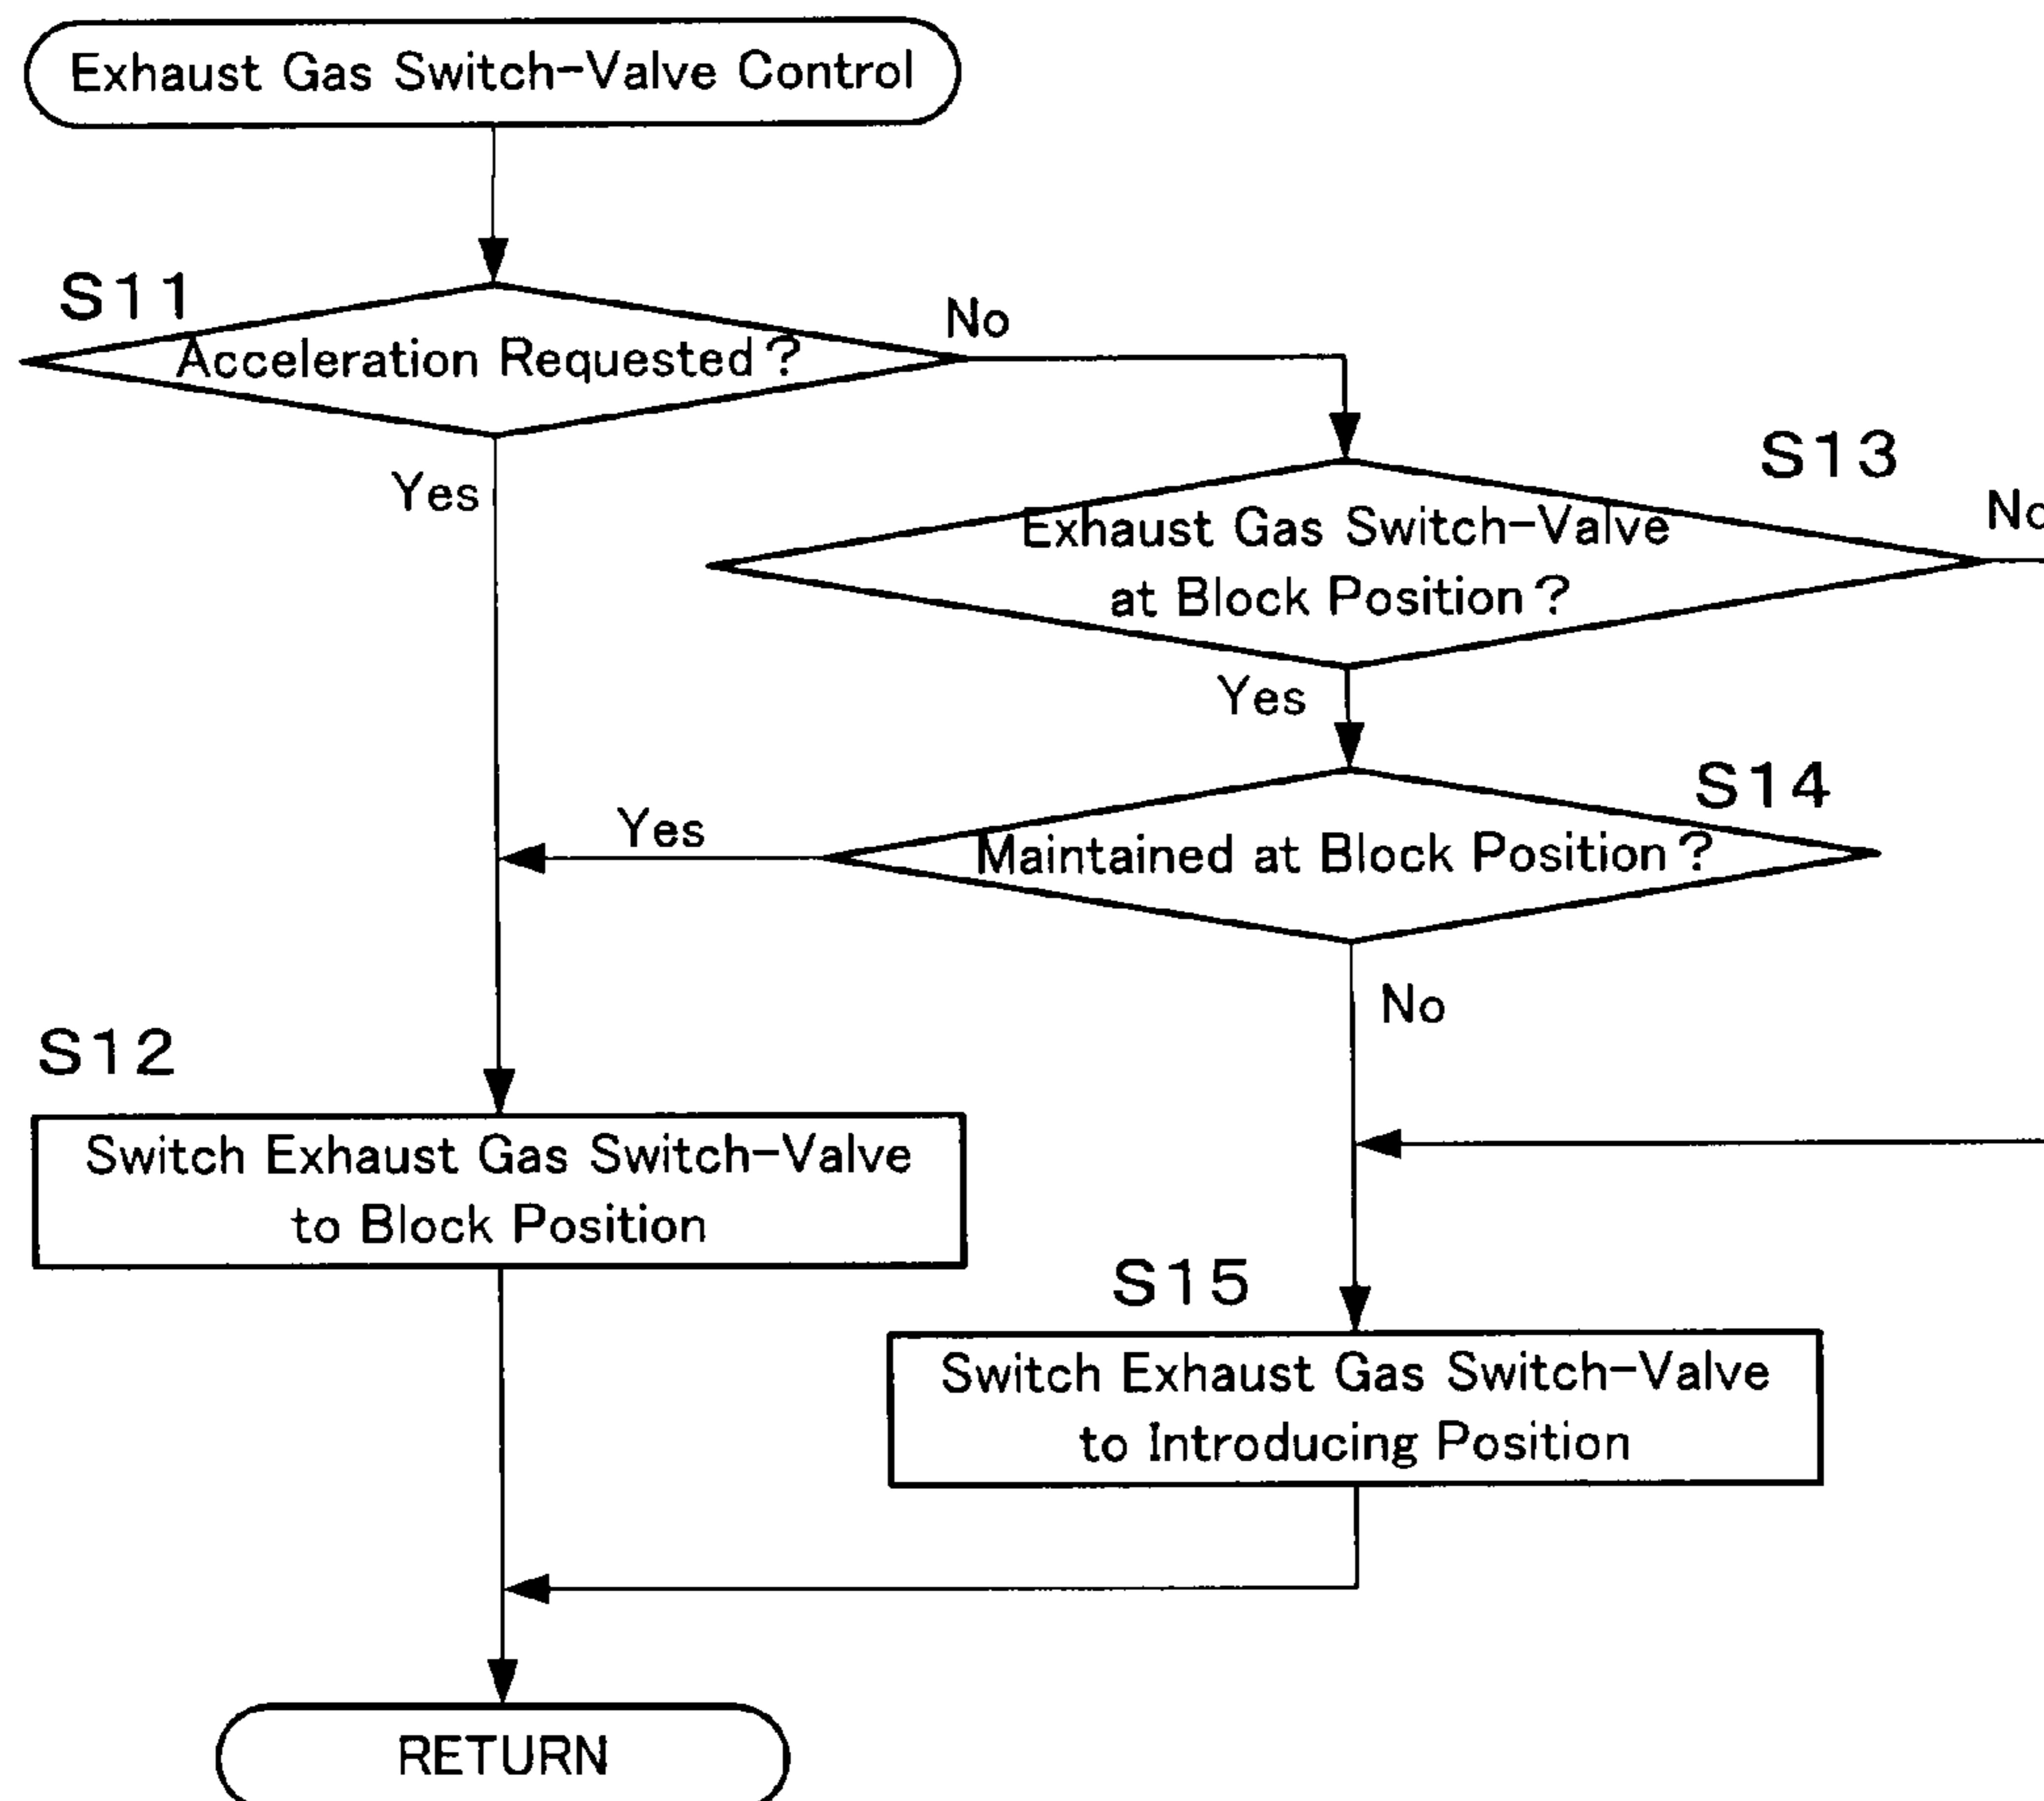 Exhaust Gas Switch-Valve Control
S11
Acceleration Requested?
No
Yes
S13
Exhaust Gas Switch-Valve
at Block Position?
No
Yes
S14
Maintained at Block Position?
Yes
No
S12
Switch Exhaust Gas Switch-Valve
to Block Position
S15
Switch Exhaust Gas Switch-Valve
to Introducing Position
RETURN